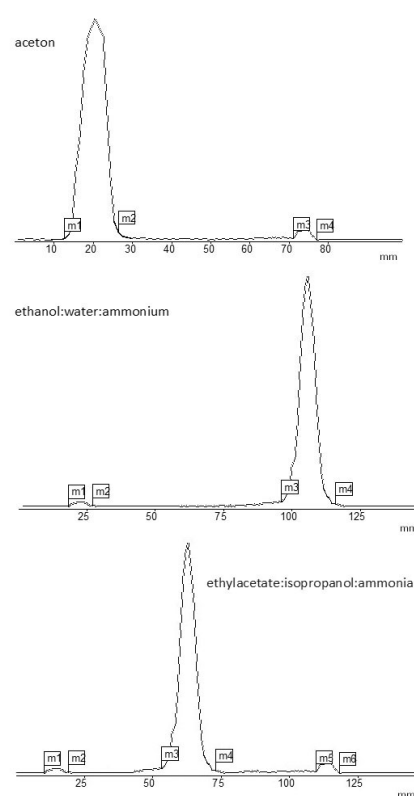 aceton
m1 m2 m3 m4
10 20 30 40 50 60 70 80
mm
ethanol:water:ammonium
m1 m2 m3 m4
25 50 75 100 125
mm
ethylacetate:isopropanol:ammonia
m1 m2 m3 m4 m5 m6
25 50 75 100 125
mm